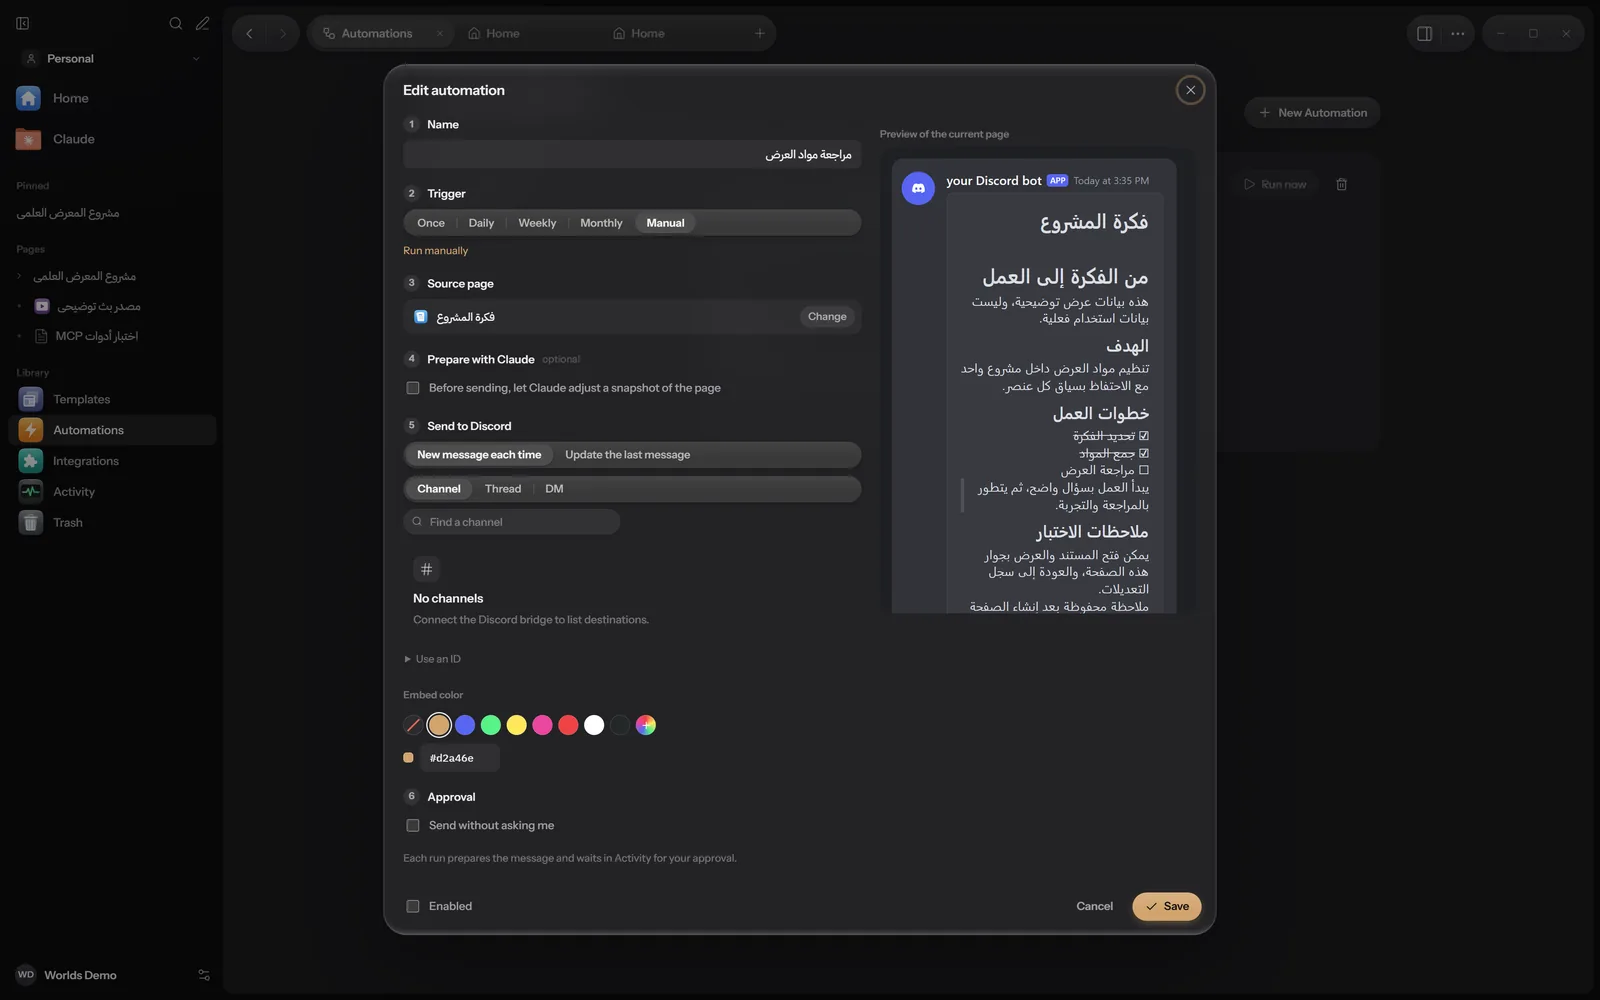 Personal
Home
Claude
Pinned
مشروع المعرض العلمي
Pages
مشروع المعرض العلمي
مصدر بث توضيحي
اختبار أدوات MCP
Library
Templates
Automations
Integrations
Activity
Trash
WD Worlds Demo
Automations
Home
Home
New Automation
Run now
Edit automation
1 Name
مراجعة مواد العرض
2 Trigger
Once Daily Weekly Monthly Manual
Run manually
3 Source page
فكرة المشروع
Change
4 Prepare with Claude optional
Before sending, let Claude adjust a snapshot of the page
5 Send to Discord
New message each time Update the last message
Channel Thread DM
Find a channel
No channels
Connect the Discord bridge to list destinations.
Use an ID
Embed color
#d2a46e
6 Approval
Send without asking me
Each run prepares the message and waits in Activity for your approval.
Enabled
Cancel
Save
Preview of the current page
your Discord bot APP Today at 3:35 PM
فكرة المشروع
من الفكرة إلى العمل
هذه بيانات عرض توضيحية، وليست
بيانات استخدام فعلية.
الهدف
تنظيم مواد العرض داخل مشروع واحد
مع الاحتفاظ بسياق كل عنصر.
خطوات العمل
☑ تحديد الفكرة
☑ جمع المواد
☐ مراجعة العرض
يبدأ العمل بسؤال واضح، ثم يتطور
بالمراجعة والتجربة.
ملاحظات الاختبار
يمكن فتح المستند والعرض بجوار
هذه الصفحة، والعودة إلى سجل
التعديلات.
ملاحظة محفوظة بعد إنشاء الصفحة